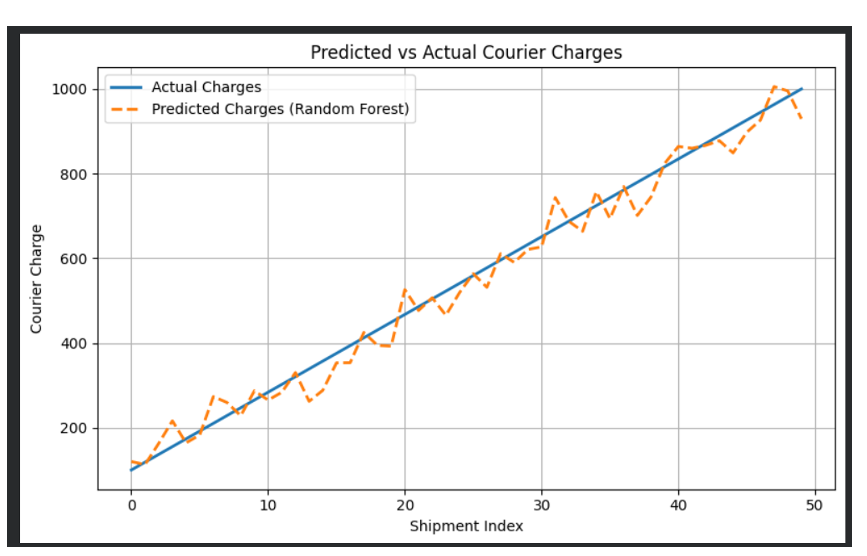 Predicted vs Actual Courier Charges
Actual Charges
Predicted Charges (Random Forest)
1000
800
600
400
200
Courier Charge
0 10 20 30 40 50
Shipment Index